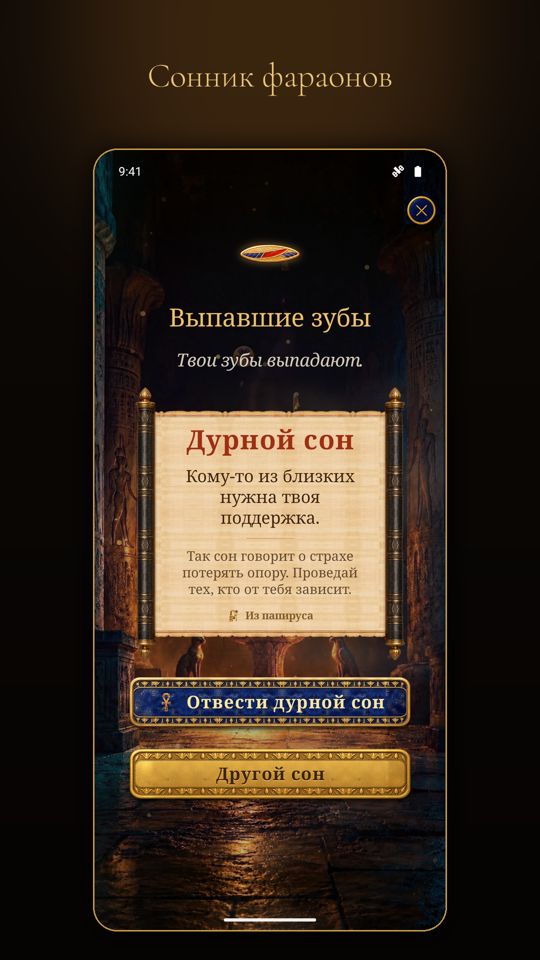 Сонник фараонов
9:41
Выпавшие зубы
Твои зубы выпадают.
Дурной сон
Кому-то из близких
нужна твоя
поддержка.
Так сон говорит о страхе
потерять опору. Проведай
тех, кто от тебя зависит.
Из папируса
Отвести дурной сон
Другой сон